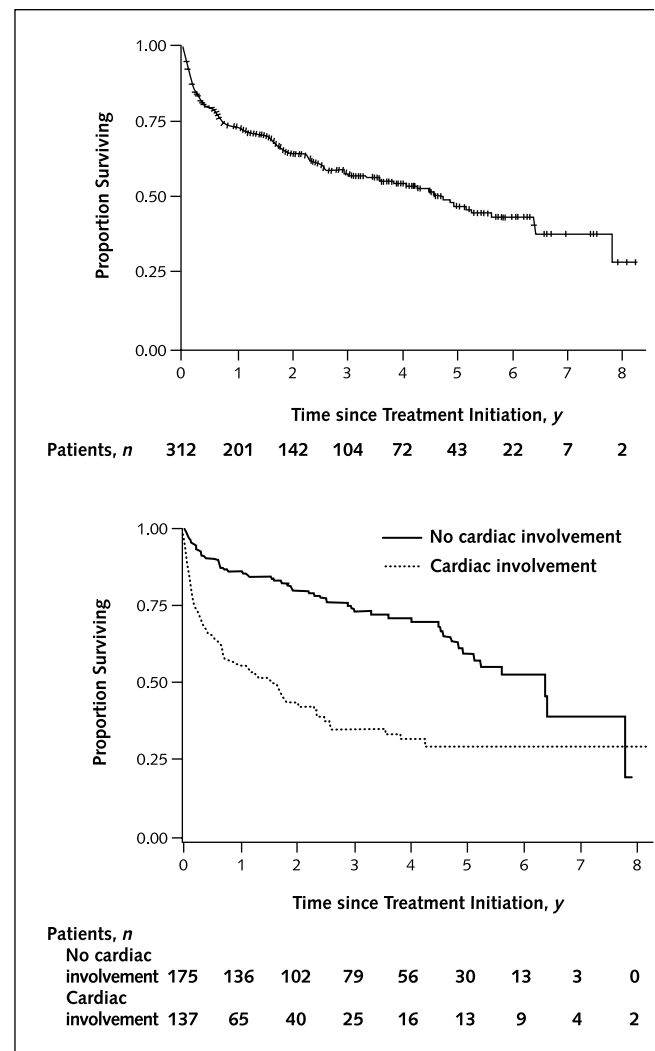 1.00
0.75
0.50
0.25
0.00
Proportion Surviving
0 1 2 3 4 5 6 7 8
Time since Treatment Initiation, y
Patients, n 312 201 142 104 72 43 22 7 2
1.00
0.75
0.50
0.25
0.00
Proportion Surviving
No cardiac involvement
Cardiac involvement
0 1 2 3 4 5 6 7 8
Time since Treatment Initiation, y
Patients, n
No cardiac
involvement 175 136 102 79 56 30 13 3 0
Cardiac
involvement 137 65 40 25 16 13 9 4 2